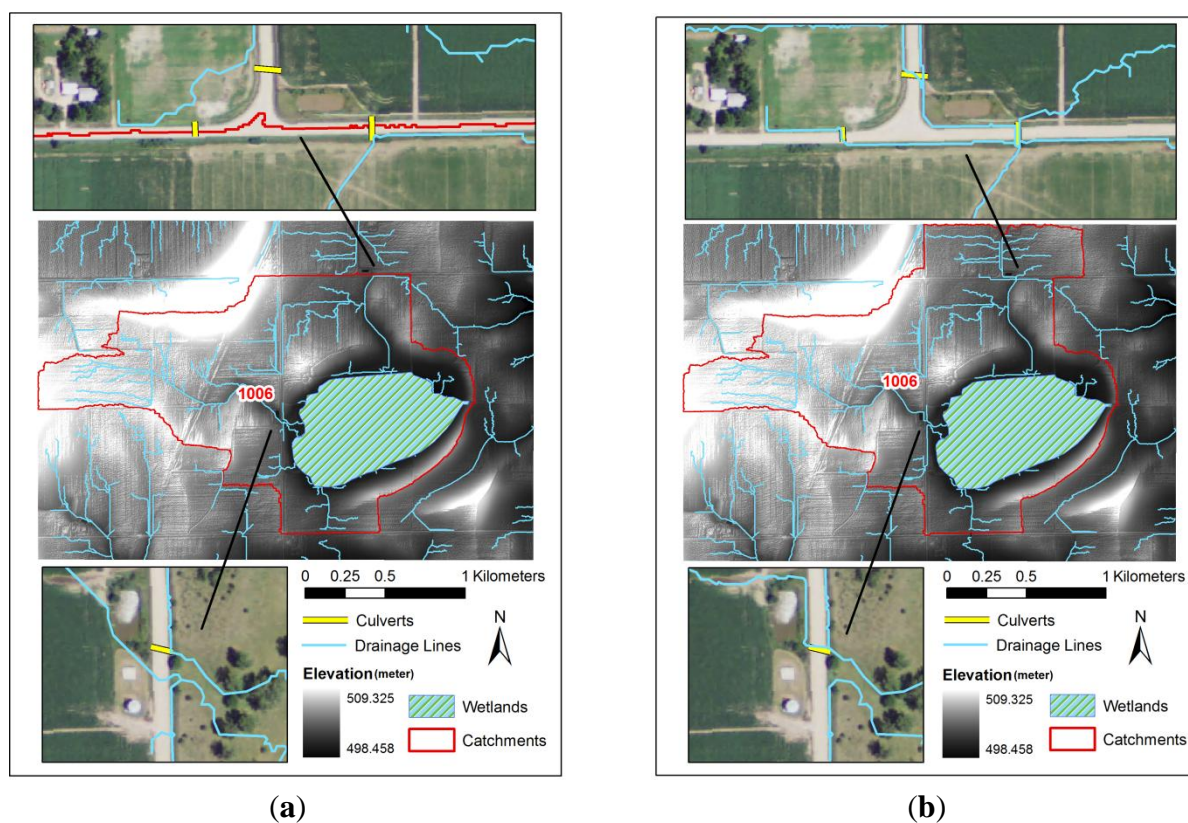 1006
0 0.25 0.5 1 Kilometers
Culverts
Drainage Lines
N
Elevation (meter)
509.325
498.458
Wetlands
Catchments
(a)
1006
0 0.25 0.5 1 Kilometers
Culverts
Drainage Lines
N
Elevation (meter)
509.325
498.458
Wetlands
Catchments
(b)